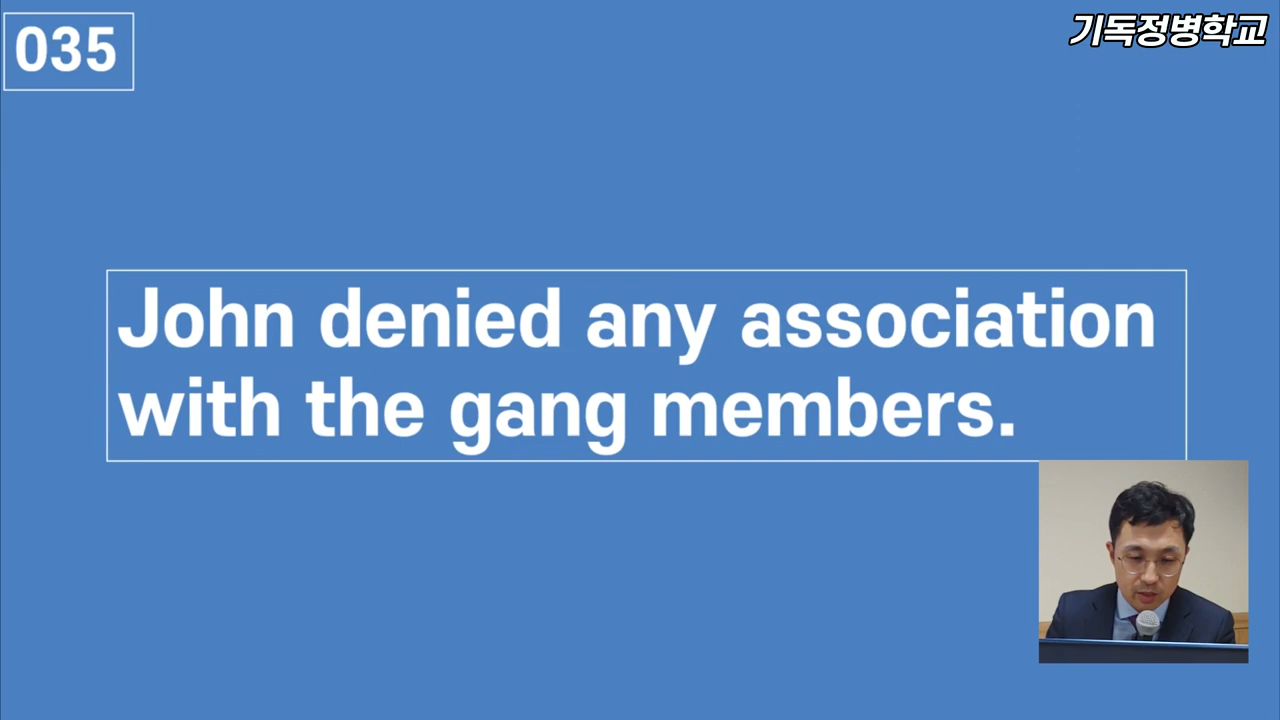 035
기독정병학교
John denied any association
with the gang members.